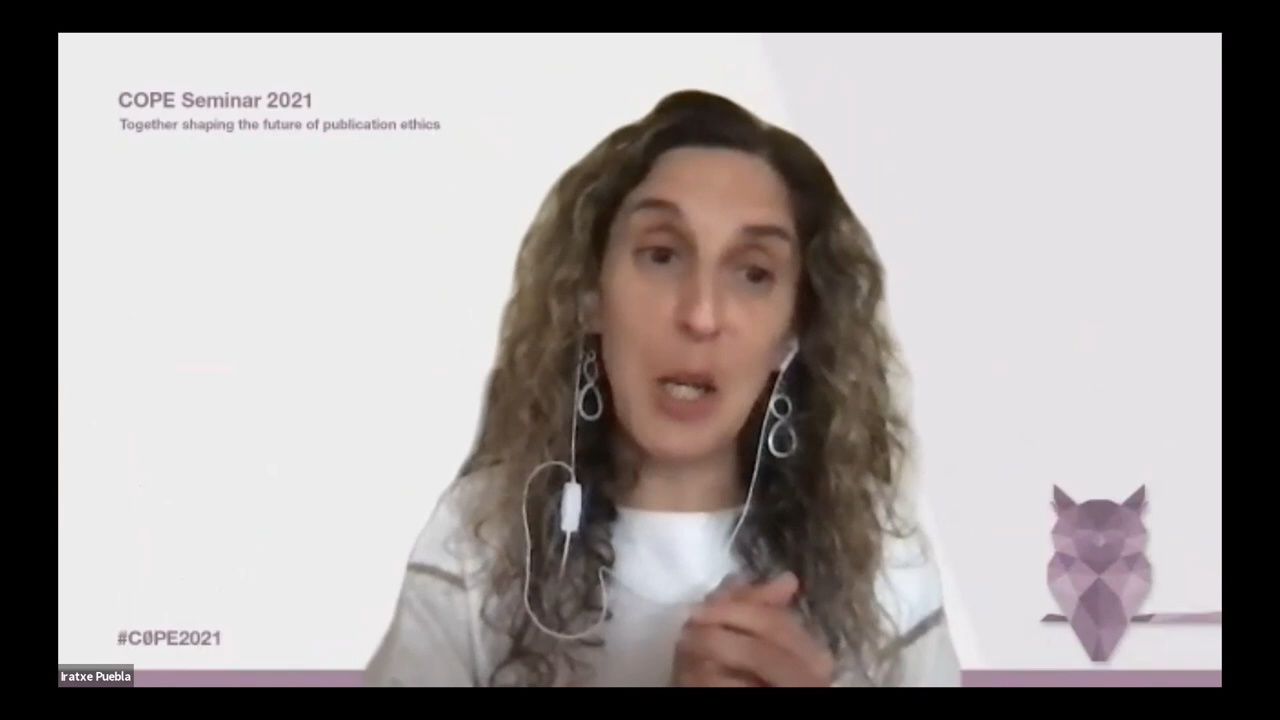 COPE Seminar 2021
Together shaping the future of publication ethics
#C0PE2021
Iratxe Puebla